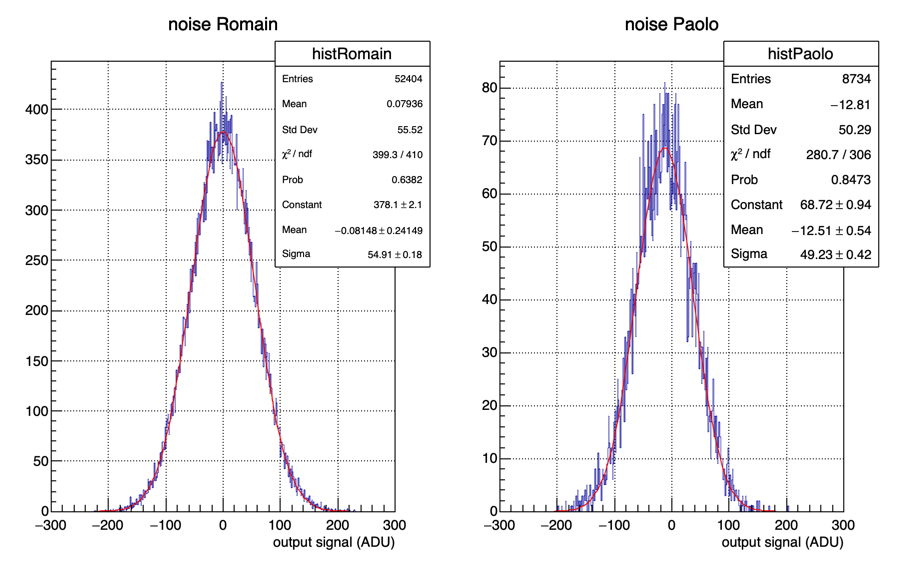 noise Romain
histRomain
Entries 52404
Mean 0.07936
Std Dev 55.52
χ² / ndf 399.3 / 410
Prob 0.6382
Constant 378.1 ± 2.1
Mean −0.08148 ± 0.24149
Sigma 54.91 ± 0.18
400
350
300
250
200
150
100
50
0
−300 −200 −100 0 100 200 300
output signal (ADU)
noise Paolo
histPaolo
Entries 8734
Mean −12.81
Std Dev 50.29
χ² / ndf 280.7 / 306
Prob 0.8473
Constant 68.72 ± 0.94
Mean −12.51 ± 0.54
Sigma 49.23 ± 0.42
80
70
60
50
40
30
20
10
0
−300 −200 −100 0 100 200 300
output signal (ADU)